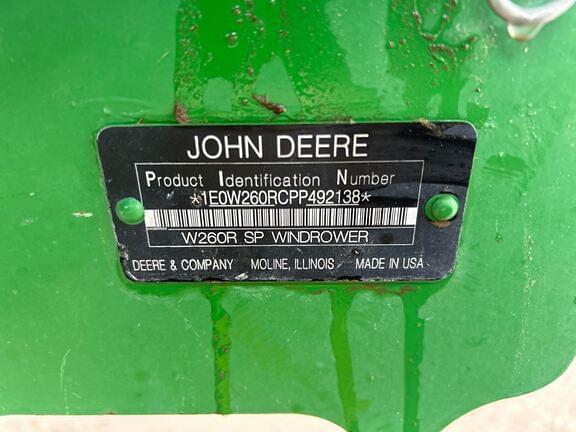 JOHN DEERE
Product Identification Number
*1E0W260RCPP492138*
W260R SP WINDROWER
DEERE & COMPANY MOLINE, ILLINOIS MADE IN USA